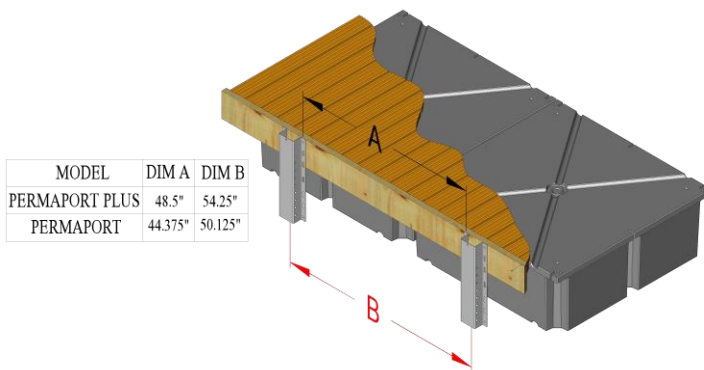 A
MODEL DIM A DIM B
PERMAPORT PLUS 48.5" 54.25"
PERMAPORT 44.375" 50.125"
B